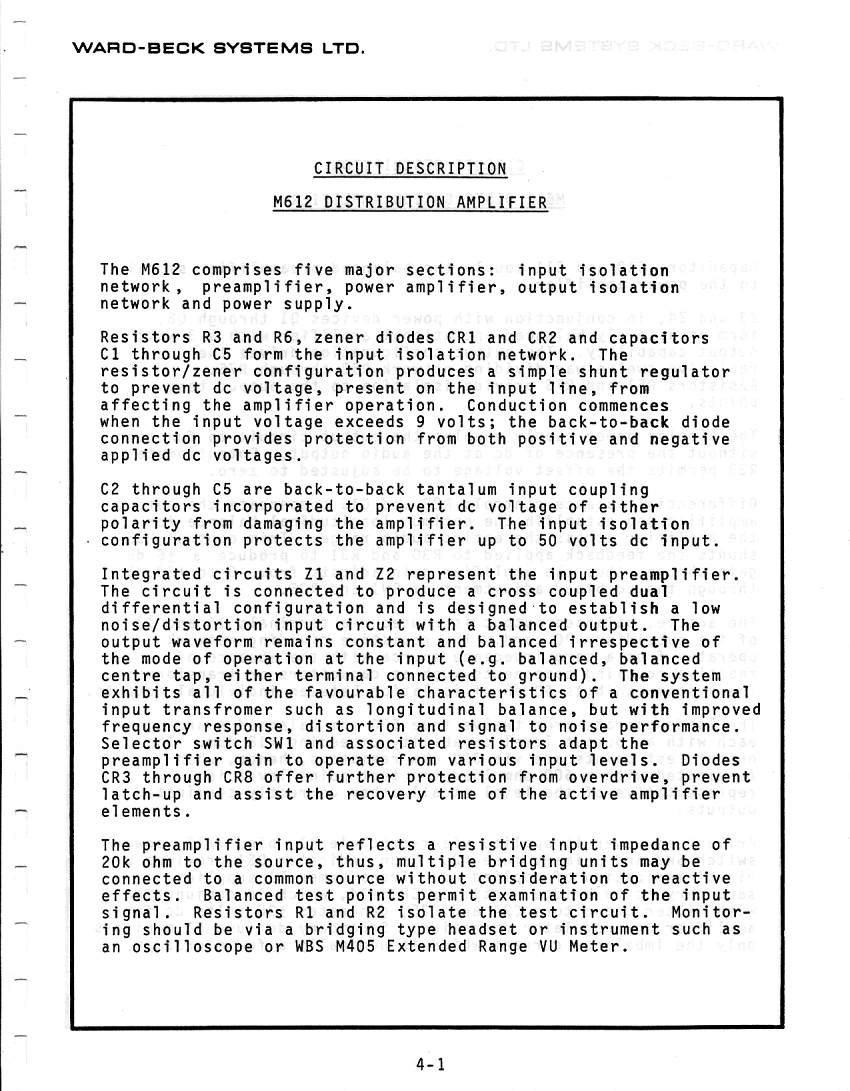 WARD-BECK SYSTEMS LTD.
CIRCUIT DESCRIPTION
M612 DISTRIBUTION AMPLIFIER
The M612 comprises five major sections: input isolation
network, preamplifier, power amplifier, output isolation
network and power supply.
Resistors R3 and R6, zener diodes CR1 and CR2 and capacitors
C1 through C5 form the input isolation network. The
resistor/zener configuration produces a simple shunt regulator
to prevent dc voltage, present on the input line, from
affecting the amplifier operation. Conduction commences
when the input voltage exceeds 9 volts; the back-to-back diode
connection provides protection from both positive and negative
applied dc voltages.
C2 through C5 are back-to-back tantalum input coupling
capacitors incorporated to prevent dc voltage of either
polarity from damaging the amplifier. The input isolation
configuration protects the amplifier up to 50 volts dc input.
Integrated circuits Z1 and Z2 represent the input preamplifier.
The circuit is connected to produce a cross coupled dual
differential configuration and is designed to establish a low
noise/distortion input circuit with a balanced output. The
output waveform remains constant and balanced irrespective of
the mode of operation at the input (e.g. balanced, balanced
centre tap, either terminal connected to ground). The system
exhibits all of the favourable characteristics of a conventional
input transfromer such as longitudinal balance, but with improved
frequency response, distortion and signal to noise performance.
Selector switch SW1 and associated resistors adapt the
preamplifier gain to operate from various input levels. Diodes
CR3 through CR8 offer further protection from overdrive, prevent
latch-up and assist the recovery time of the active amplifier
elements.
The preamplifier input reflects a resistive input impedance of
20k ohm to the source, thus, multiple bridging units may be
connected to a common source without consideration to reactive
effects. Balanced test points permit examination of the input
signal. Resistors R1 and R2 isolate the test circuit. Monitor-
ing should be via a bridging type headset or instrument such as
an oscilloscope or WBS M405 Extended Range VU Meter.
4-1